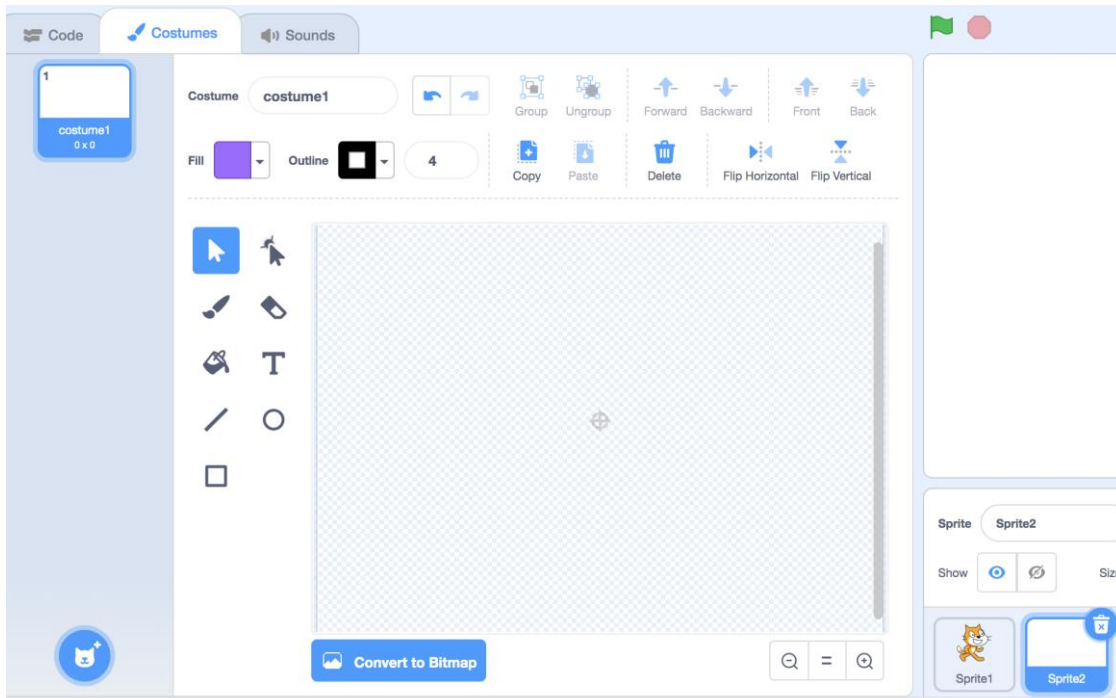 Code Costumes Sounds
1
costume1
0 x 0
Costume costume1
Group Ungroup Forward Backward Front Back
Fill Outline 4
Copy Paste Delete Flip Horizontal Flip Vertical
Convert to Bitmap
Sprite Sprite2
Show Siz
Sprite1 Sprite2